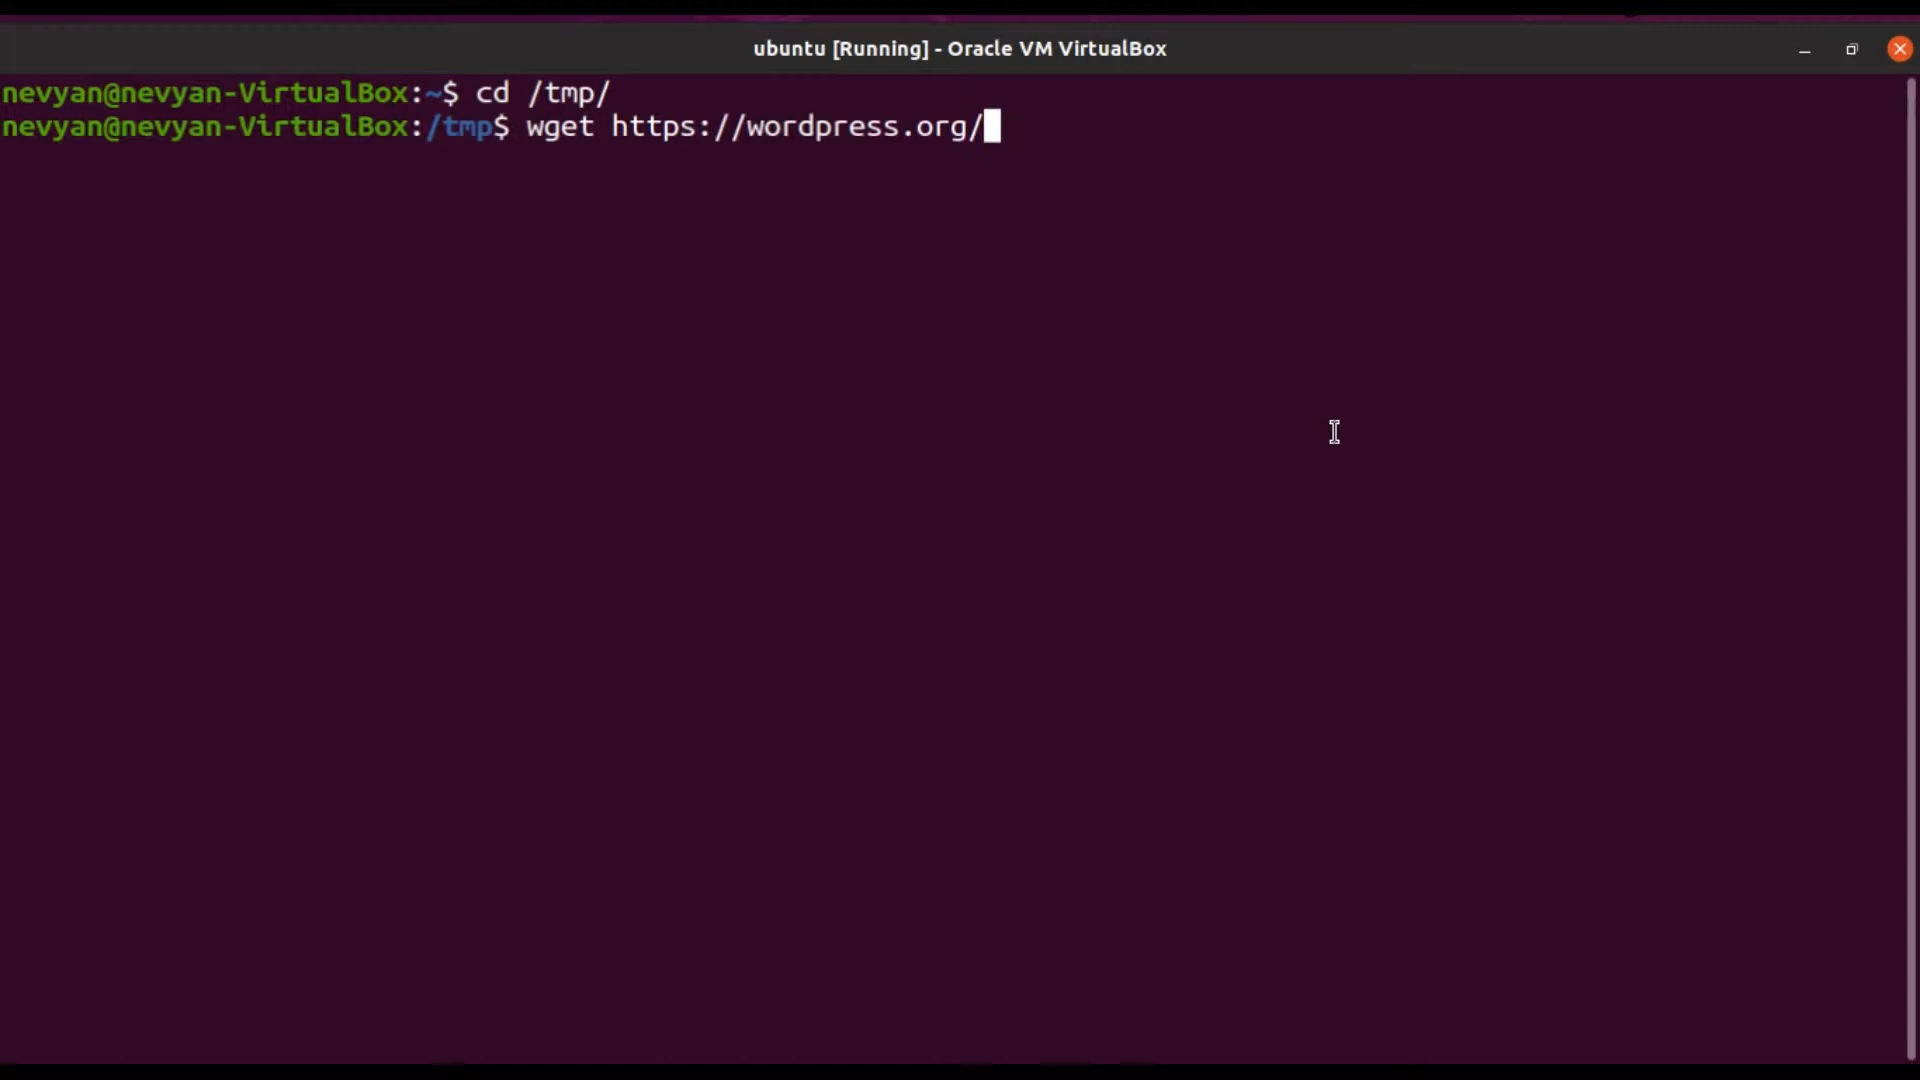 ubuntu [Running] - Oracle VM VirtualBox
nevyan@nevyan-VirtualBox:~$ cd /tmp/
nevyan@nevyan-VirtualBox:/tmp$ wget https://wordpress.org/